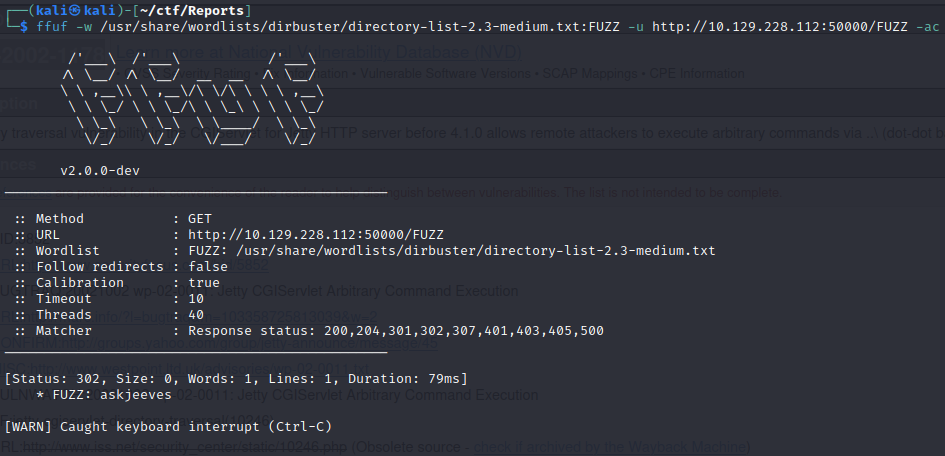 (kali㉿kali)-[~/ctf/Reports]
$ ffuf -w /usr/share/wordlists/dirbuster/directory-list-2.3-medium.txt:FUZZ -u http://10.129.228.112:50000/FUZZ -ac
v2.0.0-dev
:: Method : GET
:: URL : http://10.129.228.112:50000/FUZZ
:: Wordlist : FUZZ: /usr/share/wordlists/dirbuster/directory-list-2.3-medium.txt
:: Follow redirects : false
:: Calibration : true
:: Timeout : 10
:: Threads : 40
:: Matcher : Response status: 200,204,301,302,307,401,403,405,500
[Status: 302, Size: 0, Words: 1, Lines: 1, Duration: 79ms]
* FUZZ: askjeeves
[WARN] Caught keyboard interrupt (Ctrl-C)